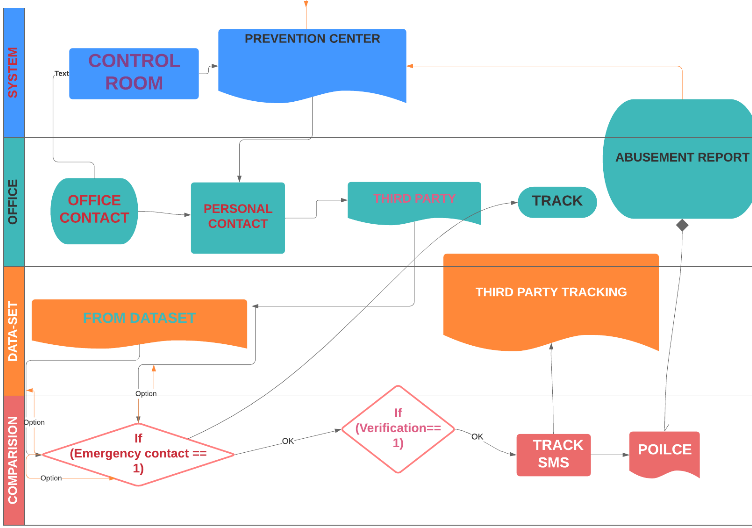 SYSTEM
PREVENTION CENTER
CONTROL
ROOM
Text
OFFICE
ABUSEMENT REPORT
OFFICE
CONTACT
PERSONAL
CONTACT
THIRD PARTY
TRACK
DATA-SET
THIRD PARTY TRACKING
FROM DATASET
Option
COMPARISION
Option
If
(Emergency contact ==
1)
OK
If
(Verification==
1)
OK
TRACK
SMS
POILCE
Option